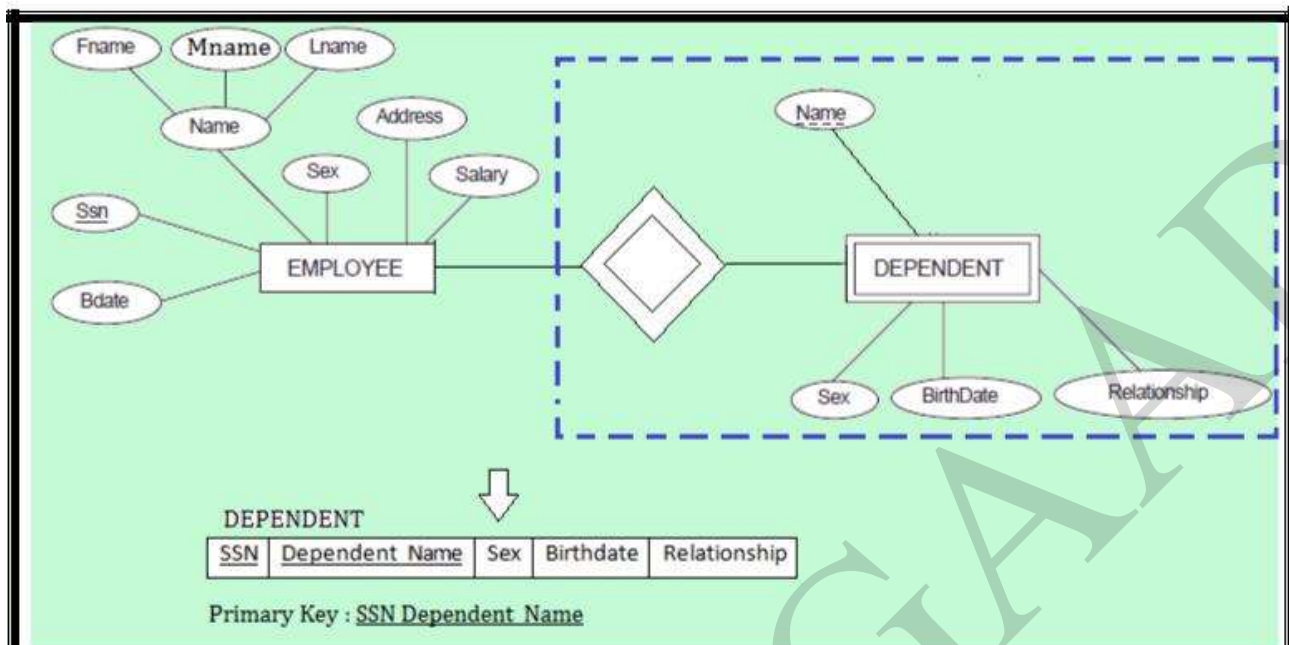 Fname Mname Lname
Name
Address
Name
Sex
Salary
Ssn
EMPLOYEE
DEPENDENT
Bdate
Sex
BirthDate
Relationship
DEPENDENT
SSN Dependent Name Sex Birthdate Relationship
Primary Key : SSN Dependent Name